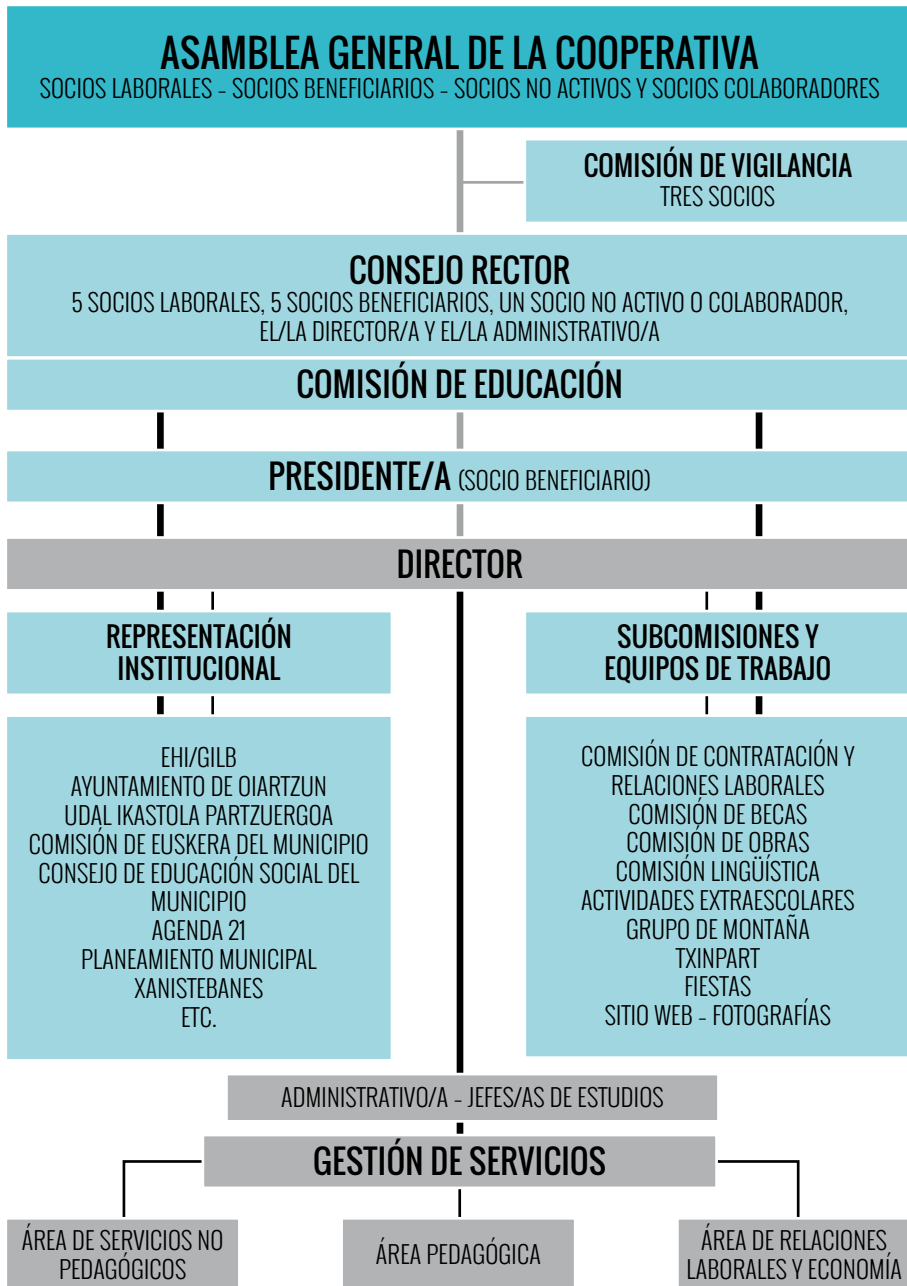 ASAMBLEA GENERAL DE LA COOPERATIVA
SOCIOS LABORALES - SOCIOS BENEFICIARIOS - SOCIOS NO ACTIVOS Y SOCIOS COLABORADORES
COMISIÓN DE VIGILANCIA
TRES SOCIOS
CONSEJO RECTOR
5 SOCIOS LABORALES, 5 SOCIOS BENEFICIARIOS, UN SOCIO NO ACTIVO O COLABORADOR,
EL/LA DIRECTOR/A Y EL/LA ADMINISTRATIVO/A
COMISIÓN DE EDUCACIÓN
PRESIDENTE/A (SOCIO BENEFICIARIO)
DIRECTOR
REPRESENTACIÓN
INSTITUCIONAL
EHI/GILB
AYUNTAMIENTO DE OIARTZUN
UDAL IKASTOLA PARTZUERGOA
COMISIÓN DE EUSKERA DEL MUNICIPIO
CONSEJO DE EDUCACIÓN SOCIAL DEL
MUNICIPIO
AGENDA 21
PLANEAMIENTO MUNICIPAL
XANISTEBANES
ETC.
SUBCOMISIONES Y
EQUIPOS DE TRABAJO
COMISIÓN DE CONTRATACIÓN Y
RELACIONES LABORALES
COMISIÓN DE BECAS
COMISIÓN DE OBRAS
COMISIÓN LINGÜÍSTICA
ACTIVIDADES EXTRAESCOLARES
GRUPO DE MONTAÑA
TXINPART
FIESTAS
SITIO WEB - FOTOGRAFÍAS
ADMINISTRATIVO/A - JEFES/AS DE ESTUDIOS
GESTIÓN DE SERVICIOS
ÁREA DE SERVICIOS NO
PEDAGÓGICOS
ÁREA PEDAGÓGICA
ÁREA DE RELACIONES
LABORALES Y ECONOMÍA